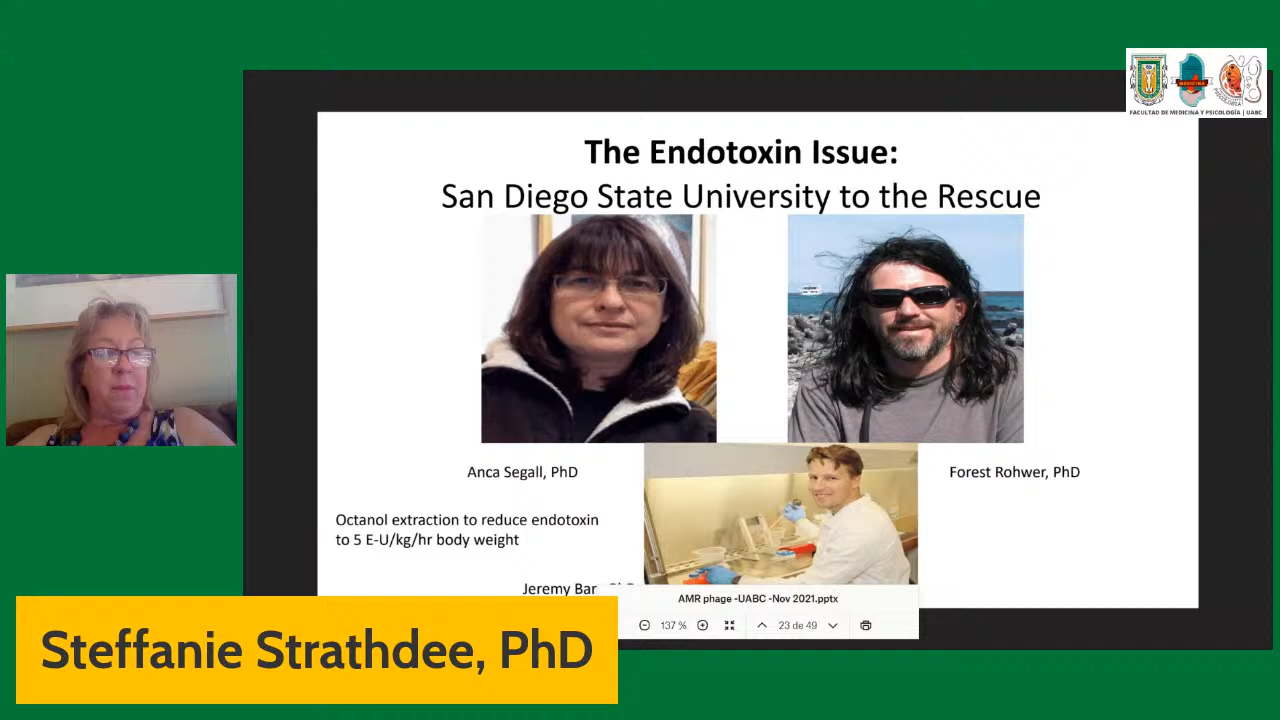 FACULTAD DE MEDICINA Y PSICOLOGÍA | UABC
The Endotoxin Issue:
San Diego State University to the Rescue
Anca Segall, PhD
Forest Rohwer, PhD
Octanol extraction to reduce endotoxin
to 5 E-U/kg/hr body weight
Jeremy
AMR phage -UABC -Nov 2021.pptx
137 %
23 de 49
Steffanie Strathdee, PhD